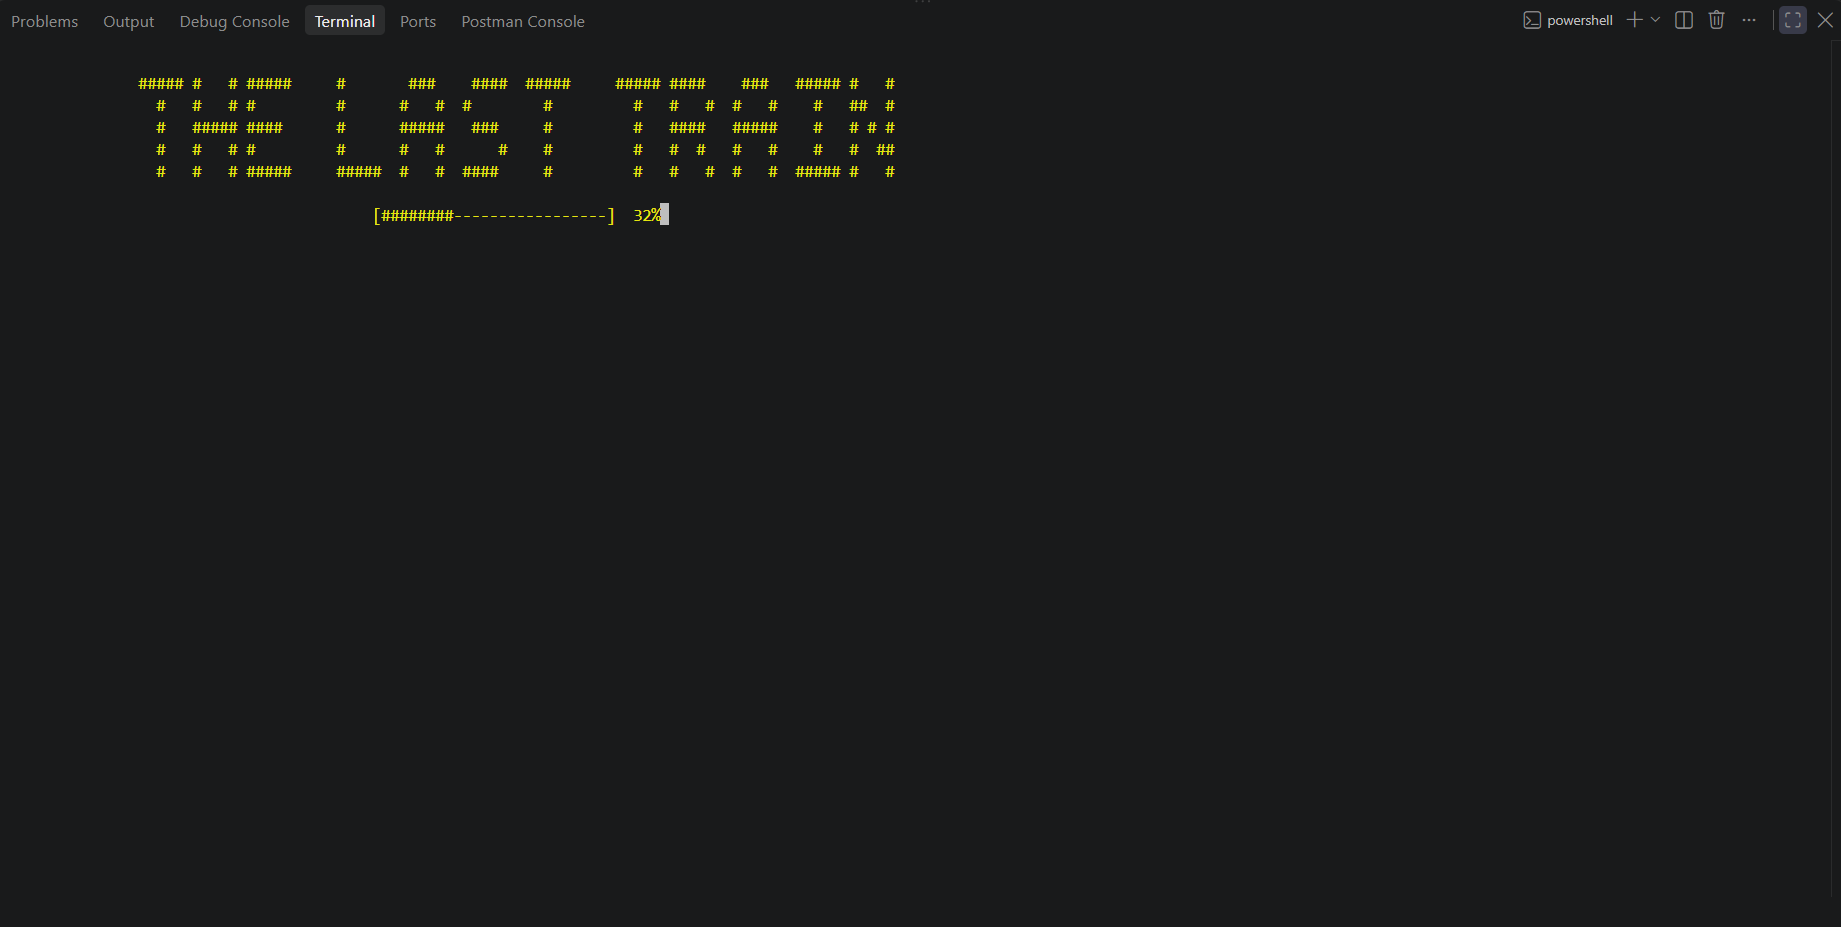 Problems Output Debug Console Terminal Ports Postman Console powershell
THE LAST TRAIN
[########-----------------] 32%